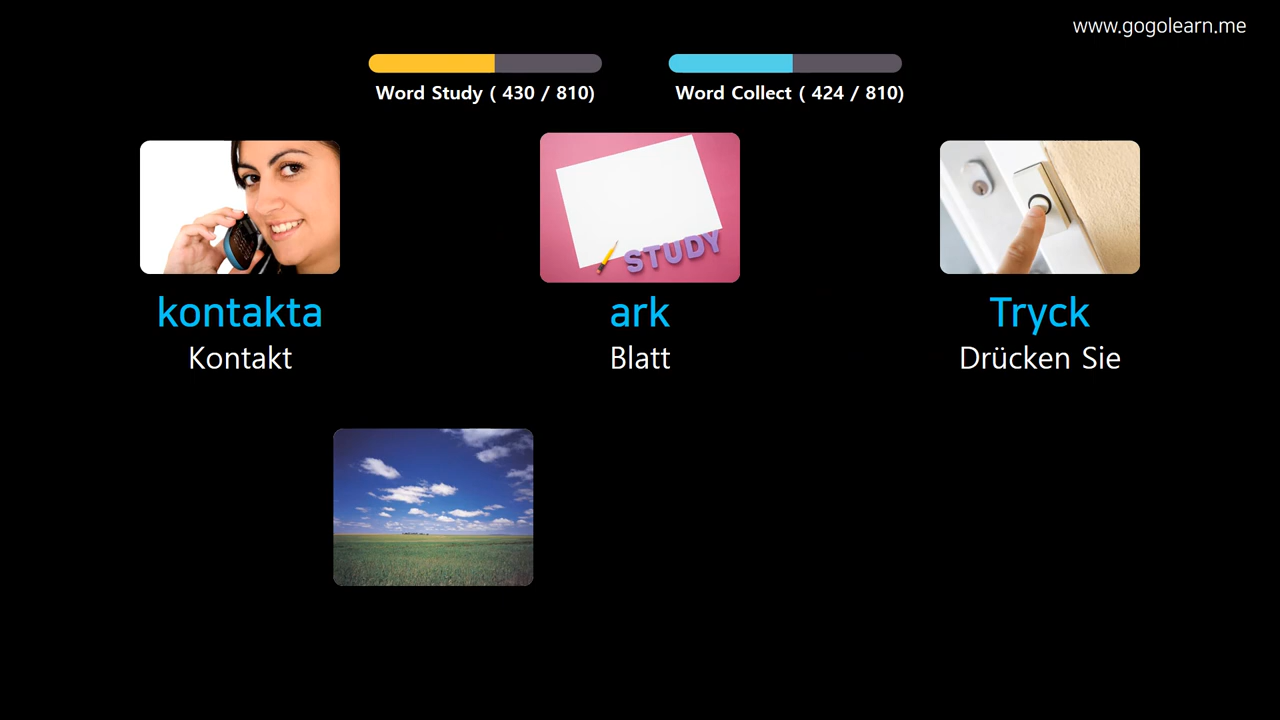 www.gogolearn.me
Word Study ( 430 / 810)
Word Collect ( 424 / 810)
STUDY
kontakta
ark
Tryck
Kontakt
Blatt
Drücken Sie